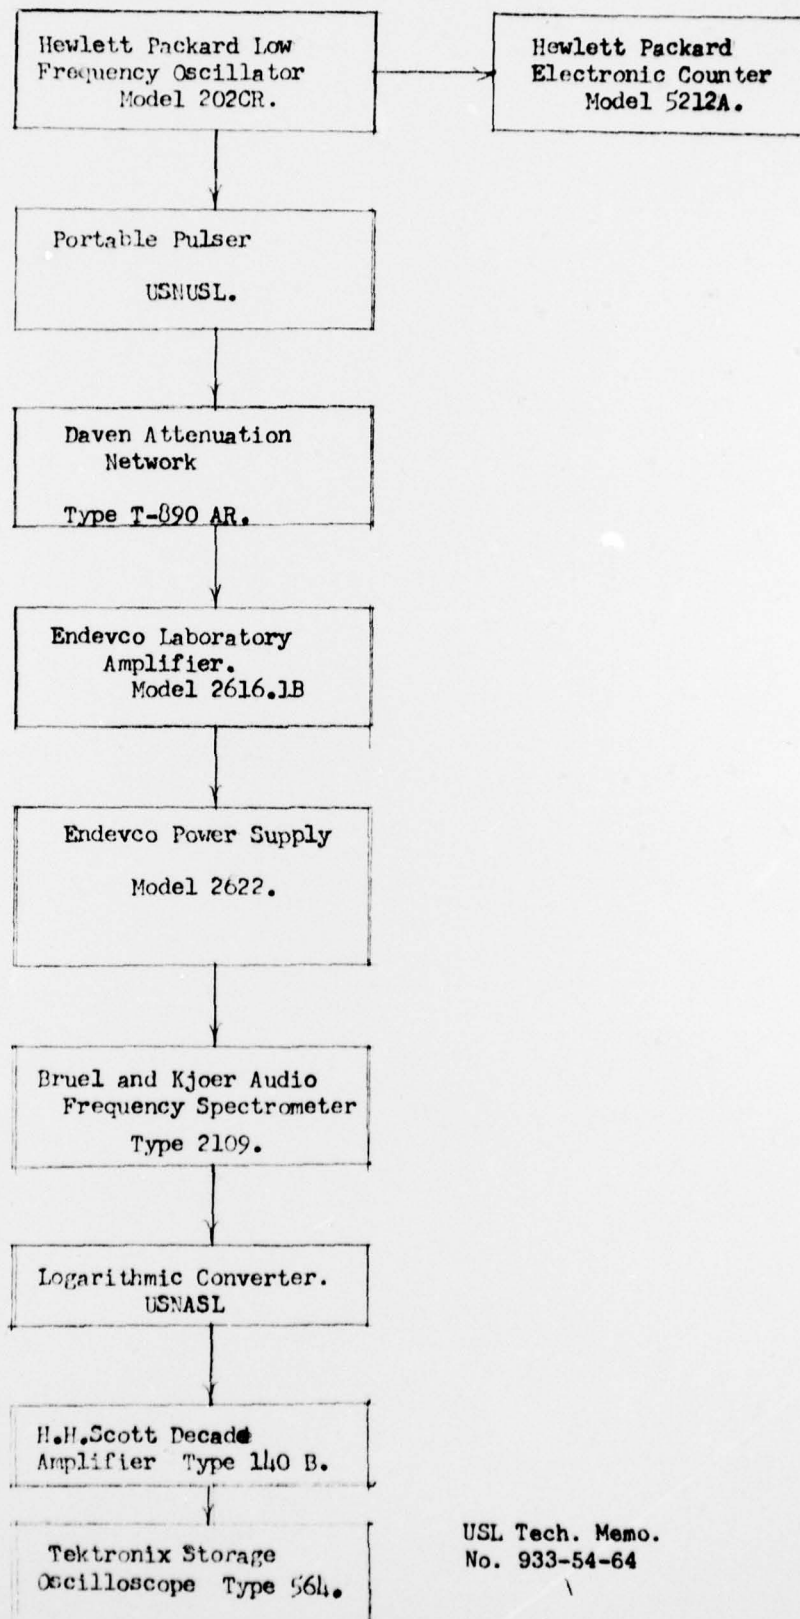 Hewlett Packard Low
Frequency Oscillator
Model 202CR.
Hewlett Packard
Electronic Counter
Model 5212A.
Portable Pulser
USNUSL.
Daven Attenuation
Network
Type T-890 AR.
Endevco Laboratory
Amplifier.
Model 2616.1B
Endevco Power Supply
Model 2622.
Bruel and Kjoer Audio
Frequency Spectrometer
Type 2109.
Logarithmic Converter.
USNASL
H.H.Scott Decade
Amplifier Type 140 B.
Tektronix Storage
Oscilloscope Type 564.
USL Tech. Memo.
No. 933-54-64